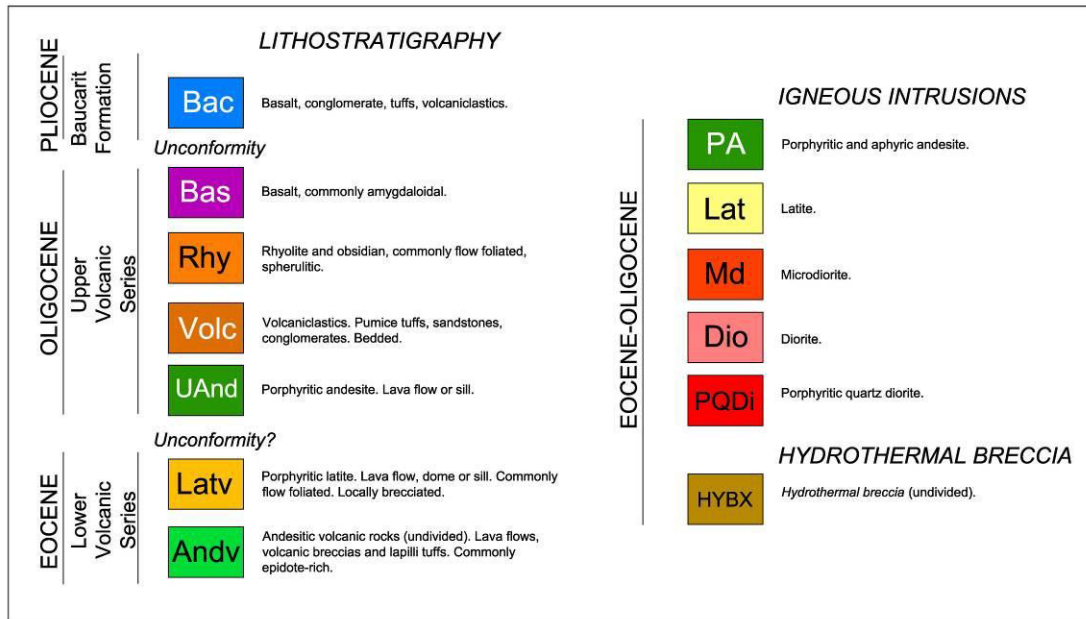 LITHOSTRATIGRAPHY
PLIOCENE
Baucarit
Formation
Bac
Basalt, conglomerate, tuffs, volcaniclastics.
Unconformity
OLIGOCENE
Upper
Volcanic
Series
Bas
Basalt, commonly amygdaloidal.
Rhy
Rhyolite and obsidian, commonly flow foliated,
spherulitic.
Volc
Volcaniclastics. Pumice tuffs, sandstones,
conglomerates. Bedded.
UAnd
Porphyritic andesite. Lava flow or sill.
Unconformity?
EOCENE
Lower
Volcanic
Series
Latv
Porphyritic latite. Lava flow, dome or sill. Commonly
flow foliated. Locally brecciated.
Andv
Andesitic volcanic rocks (undivided). Lava flows,
volcanic breccias and lapilli tuffs. Commonly
epidote-rich.
EOCENE-OLIGOCENE
IGNEOUS INTRUSIONS
PA
Porphyritic and aphyric andesite.
Lat
Latite.
Md
Microdiorite.
Dio
Diorite.
PQDi
Porphyritic quartz diorite.
HYDROTHERMAL BRECCIA
HYBX
Hydrothermal breccia (undivided).